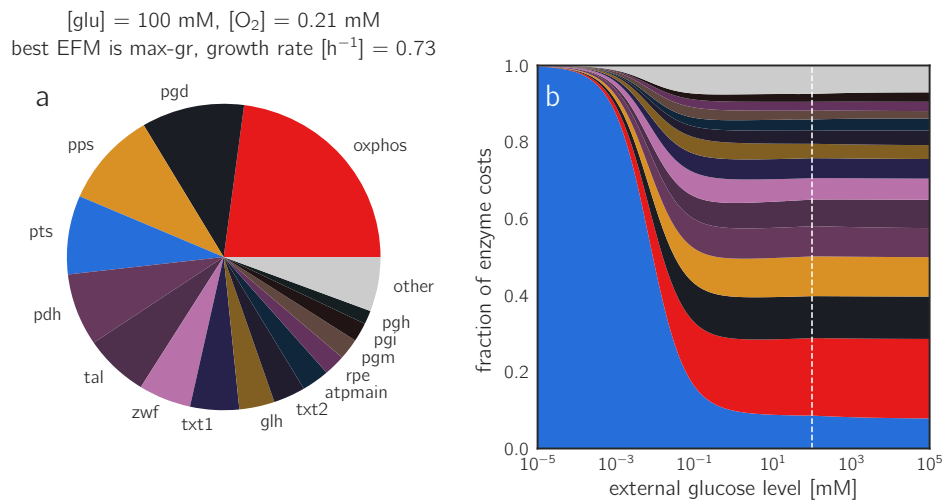 [glu] = 100 mM, [O₂] = 0.21 mM
best EFM is max-gr, growth rate [h⁻¹] = 0.73
a
pgd
oxphos
pps
pts
pdh
tal
zwf
txt1
glh
txt2
atpmain
rpe
pgm
pgi
pgh
other
b
fraction of enzyme costs
1.0
0.8
0.6
0.4
0.2
0.0
10⁻⁵
10⁻³
10⁻¹
10¹
10³
10⁵
external glucose level [mM]